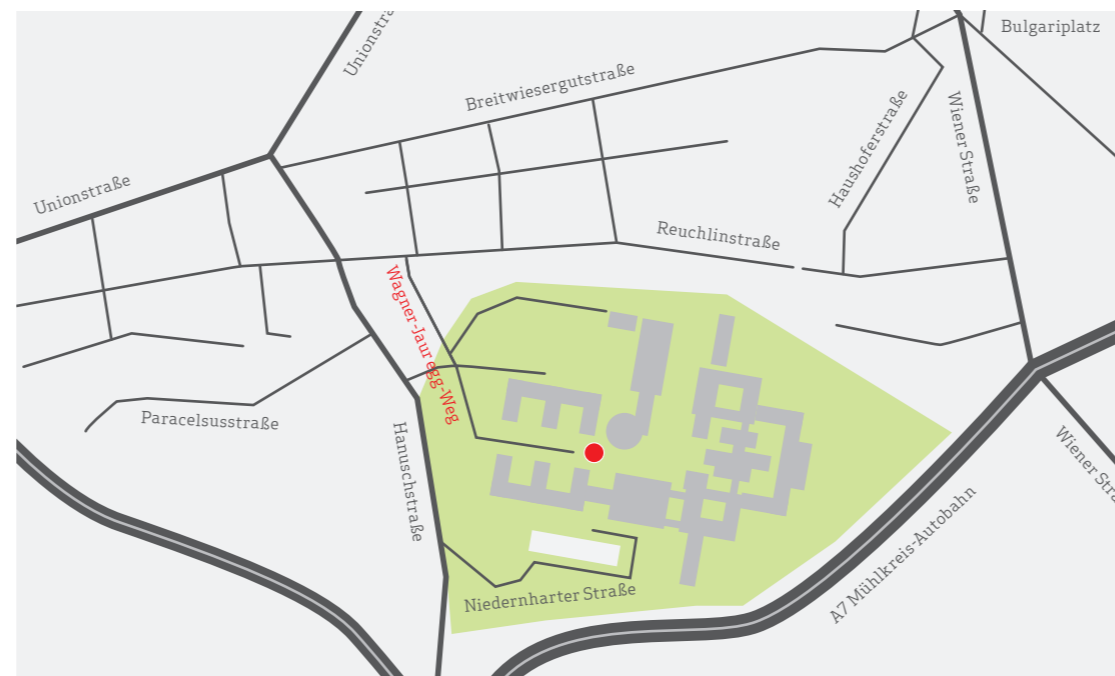 Bulgariplatz
Unionstra
Breitwiesergutstraße
Haushoferstraße
Wiener Straße
Unionstraße
Reuchlinstraße
Wagner-Jauregg-Weg
Paracelsusstraße
Hanuschstraße
Wiener Stra
A7 Mühlkreis-Autobahn
Niedernharter Straße